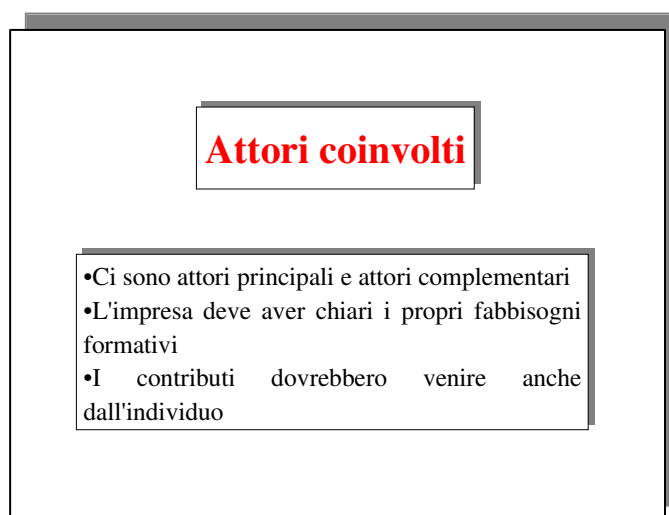 Attori coinvolti
•Ci sono attori principali e attori complementari
•L'impresa deve aver chiari i propri fabbisogni
formativi
•I contributi dovrebbero venire anche
dall'individuo